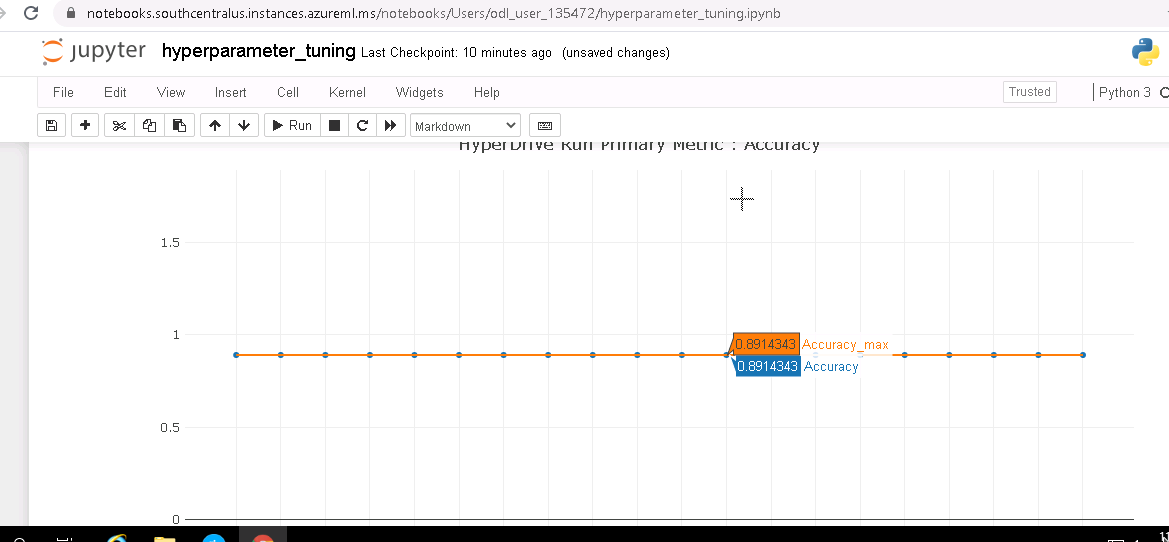 notebooks.southcentralus.instances.azureml.ms/notebooks/Users/odl_user_135472/hyperparameter_tuning.ipynb
jupyter hyperparameter_tuning Last Checkpoint: 10 minutes ago (unsaved changes)
File Edit View Insert Cell Kernel Widgets Help Trusted Python 3
Run Markdown
HyperDrive Run Primary Metric : Accuracy
1.5
1
0.8914343 Accuracy_max
0.8914343 Accuracy
0.5
0